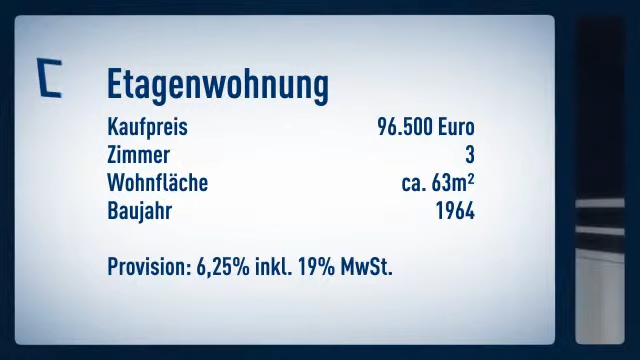 Etagenwohnung
Kaufpreis 96.500 Euro
Zimmer 3
Wohnfläche ca. 63m²
Baujahr 1964
Provision: 6,25% inkl. 19% MwSt.